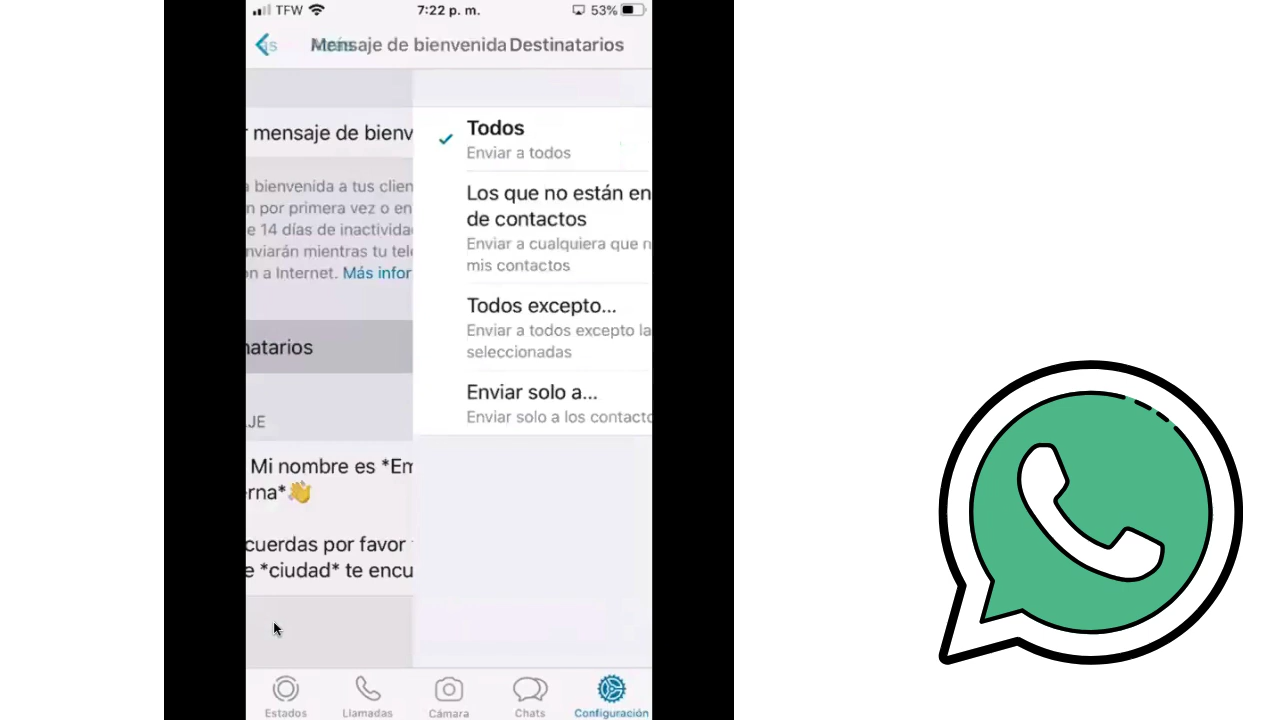 TFW
7:22 p. m.
53%
Mensaje de bienvenida
Destinatarios
r mensaje de bienv
a bienvenida a tus clien
n por primera vez o en
e 14 días de inactivida
nviarán mientras tu tele
ón a Internet. Más infor
natarios
JE
Mi nombre es *Em
erna*👋
cuerdas por favor
e *ciudad* te encu
Todos
Enviar a todos
Los que no están en
de contactos
Enviar a cualquiera que n
mis contactos
Todos excepto...
Enviar a todos excepto la
seleccionadas
Enviar solo a...
Enviar solo a los contacto
Estados
Llamadas
Cámara
Chats
Configuración